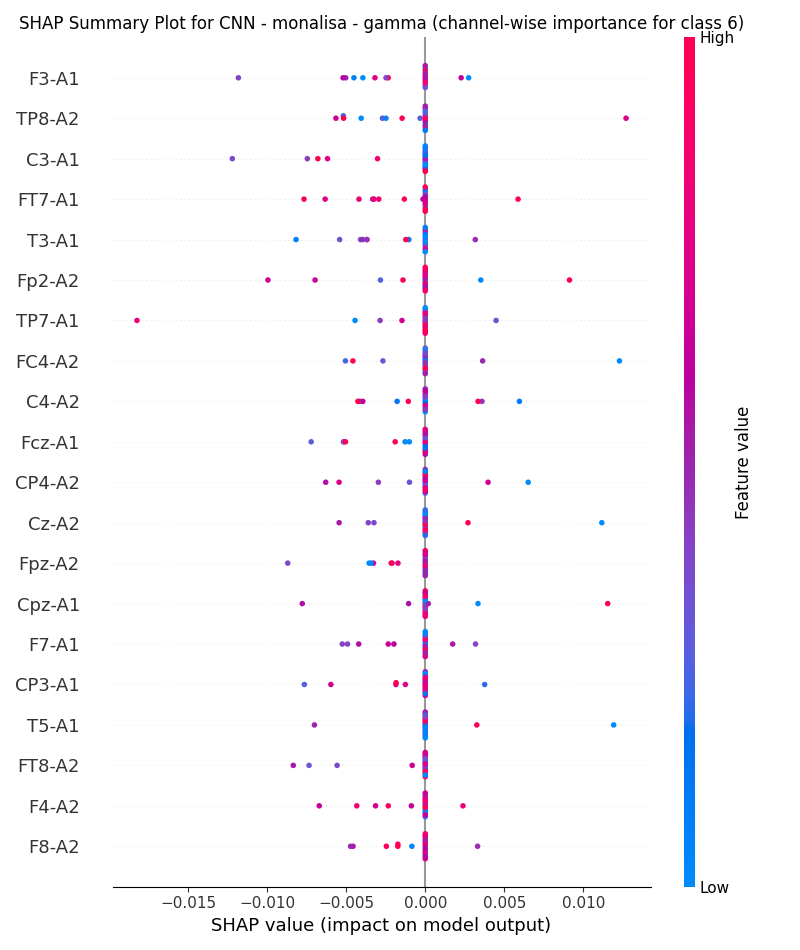 SHAP Summary Plot for CNN - monalisa - gamma (channel-wise importance for class 6)
High
F3-A1
TP8-A2
C3-A1
FT7-A1
T3-A1
Fp2-A2
TP7-A1
FC4-A2
C4-A2
Fcz-A1
CP4-A2
Cz-A2
Fpz-A2
Cpz-A1
F7-A1
CP3-A1
T5-A1
FT8-A2
F4-A2
F8-A2
Feature value
Low
−0.015 −0.010 −0.005 0.000 0.005 0.010
SHAP value (impact on model output)